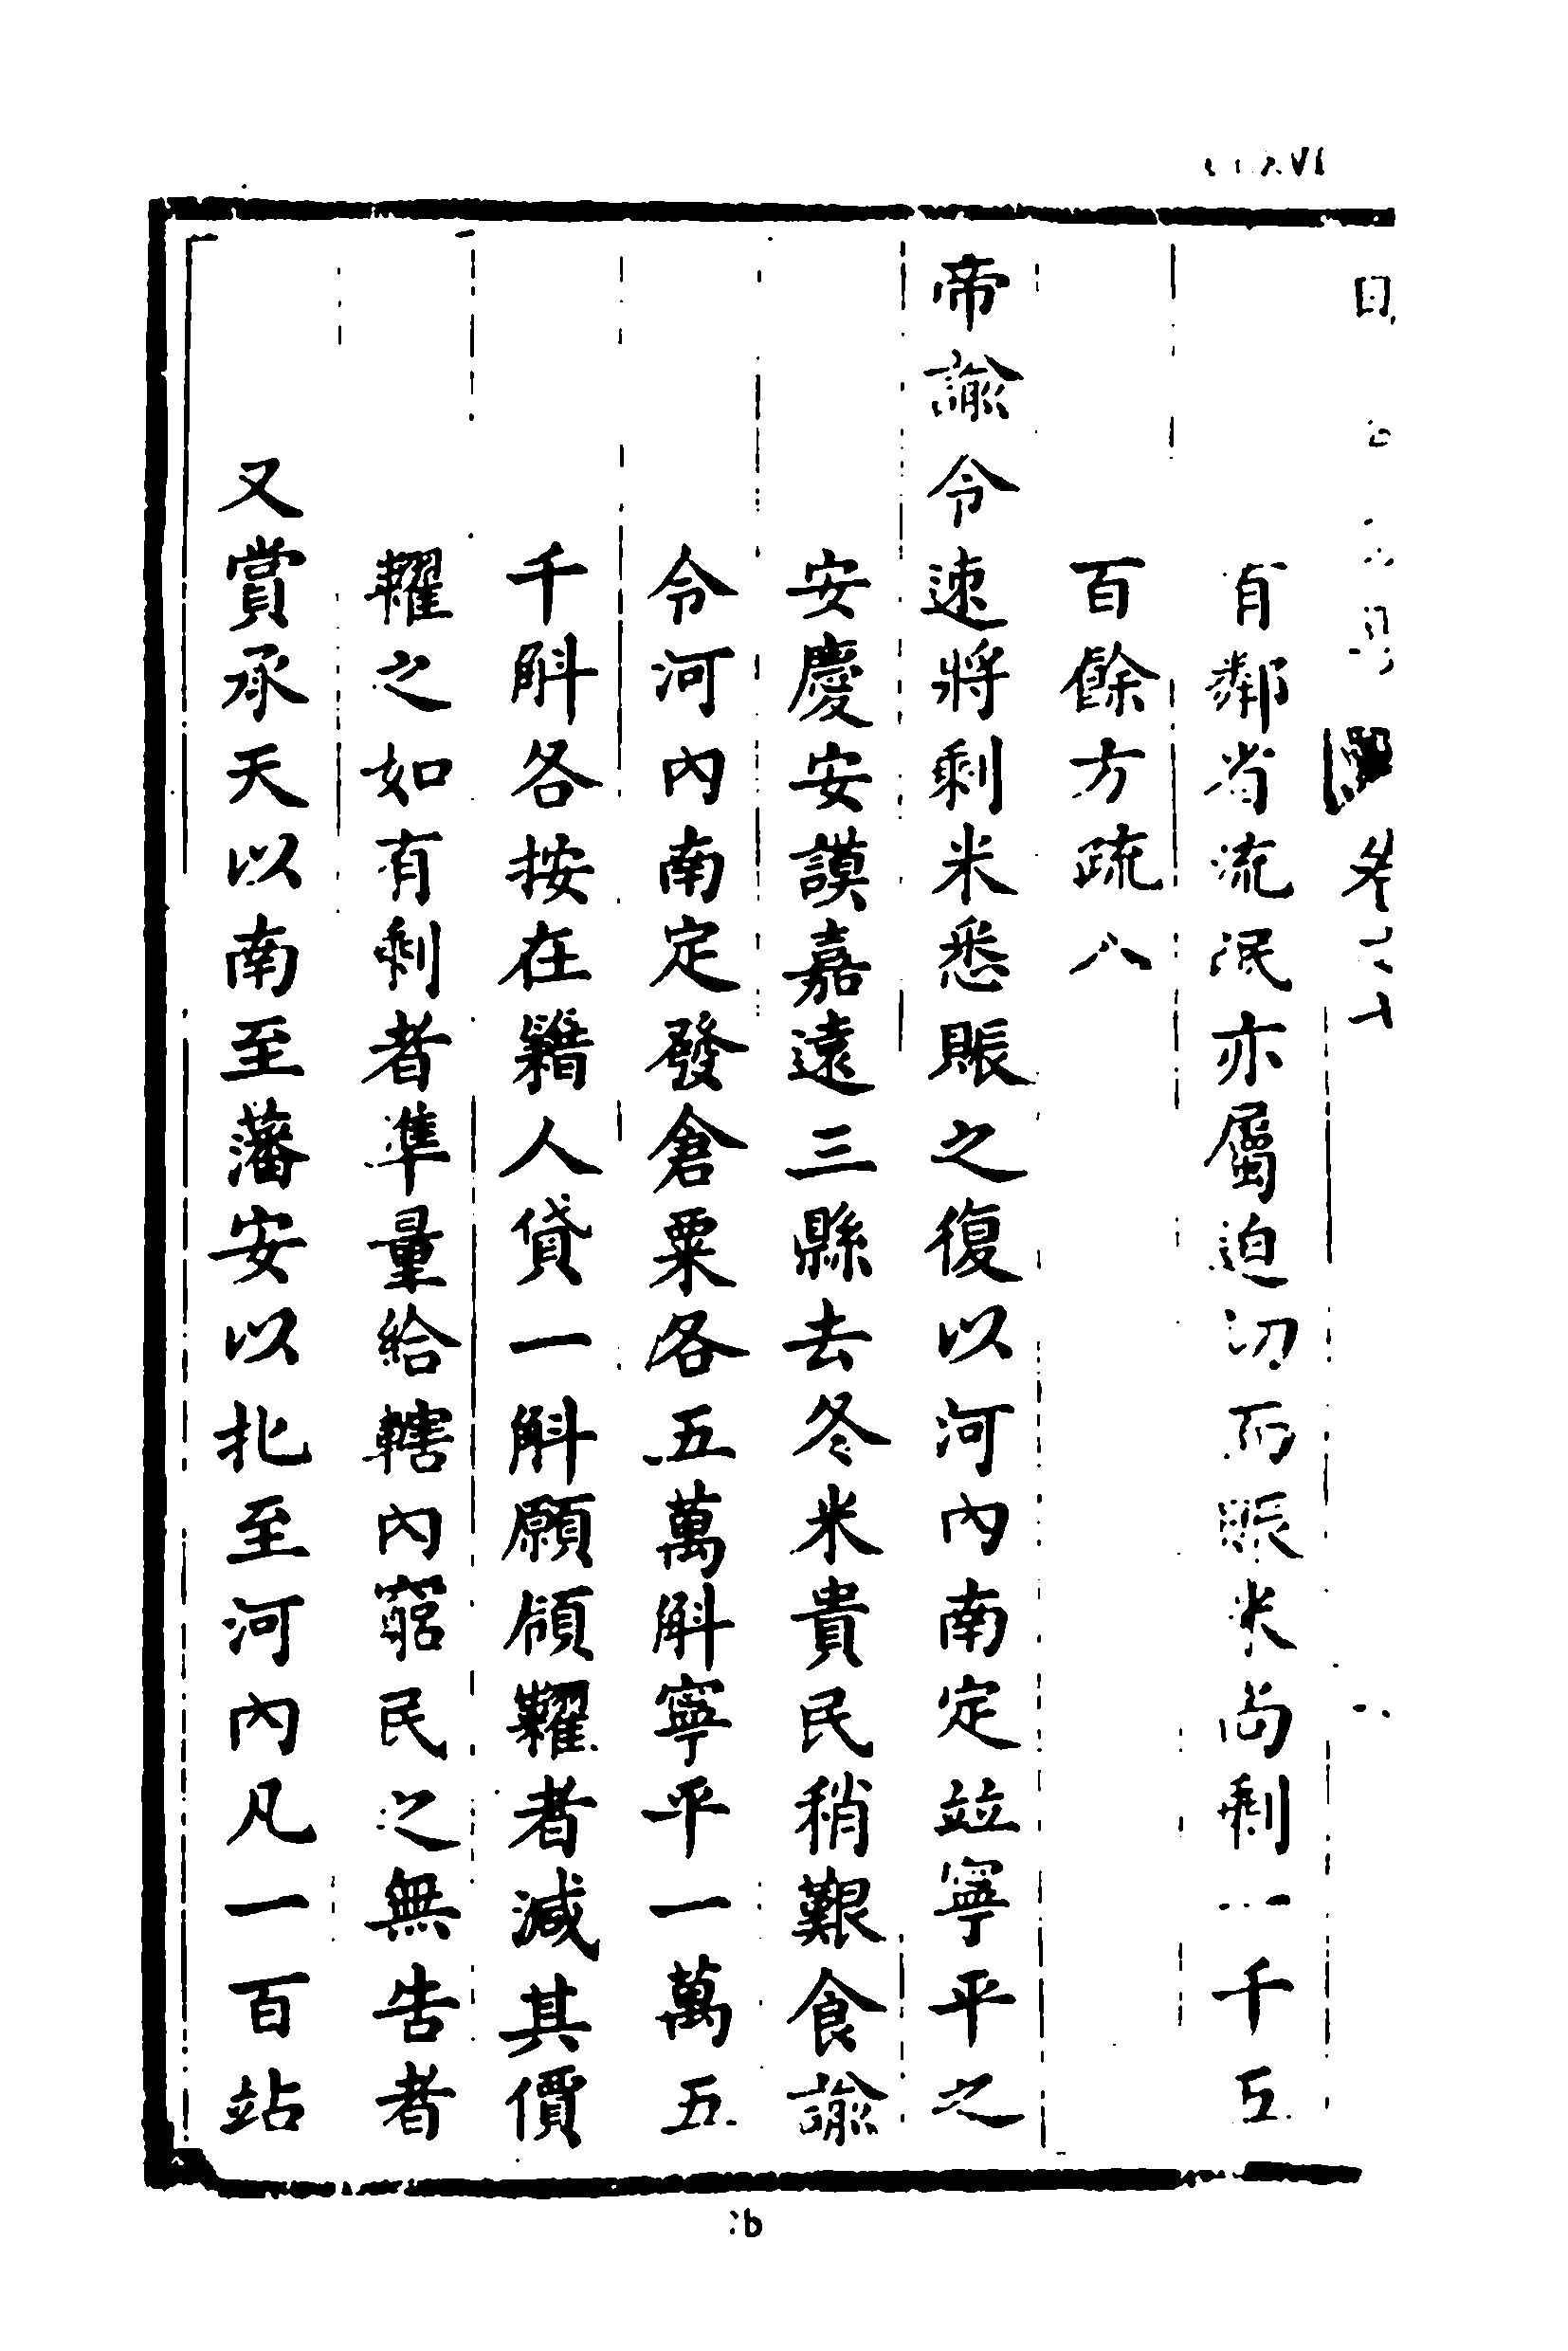 有鄰省流民亦屬迫切而賑米尚剩一千五
百餘方疏入
帝諭令速將剩米悉賬之復以河內南定竝寧平之
安慶安謨嘉遠三縣去冬米貴民稍艱食諭
令河內南定發倉粟各五萬斛寧平一萬五
千斛各按在籍人貸一斛願領糶者減其價
糶之如有剩者準量給轄內窮民之無告者
又賞承天以南至藩安以北至河內凡一百站